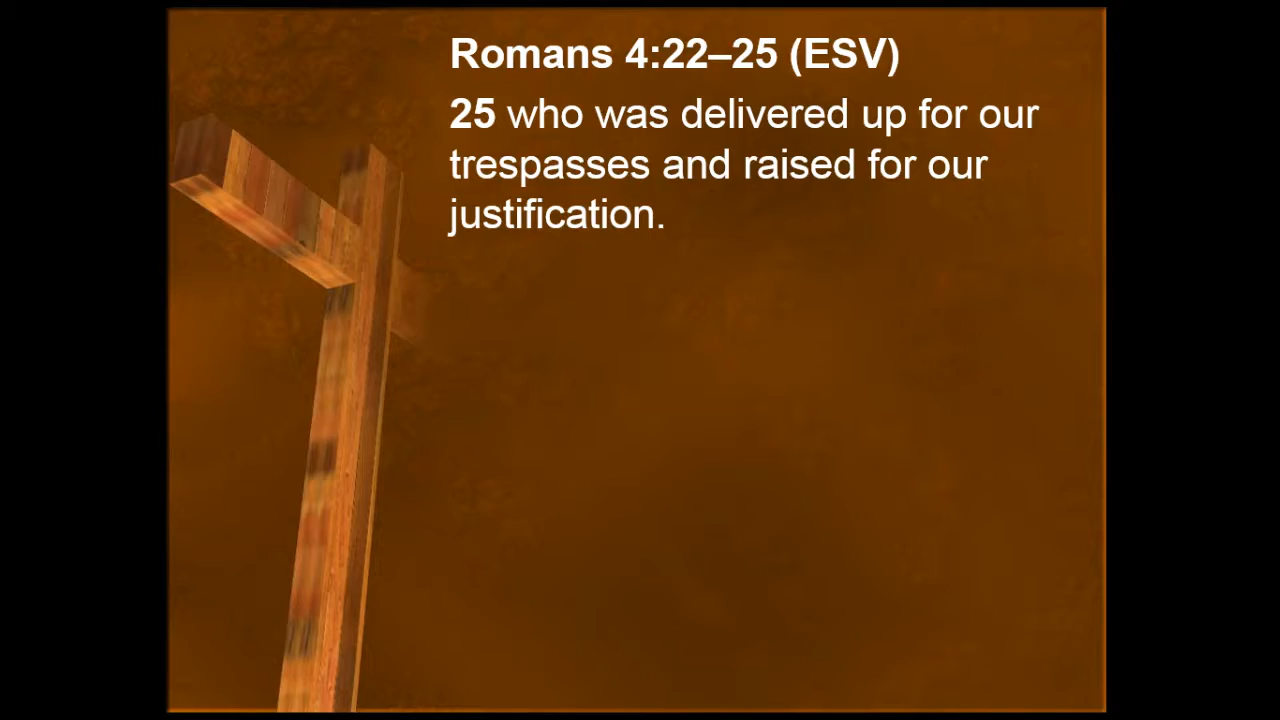 Romans 4:22–25 (ESV)
25 who was delivered up for our
trespasses and raised for our
justification.